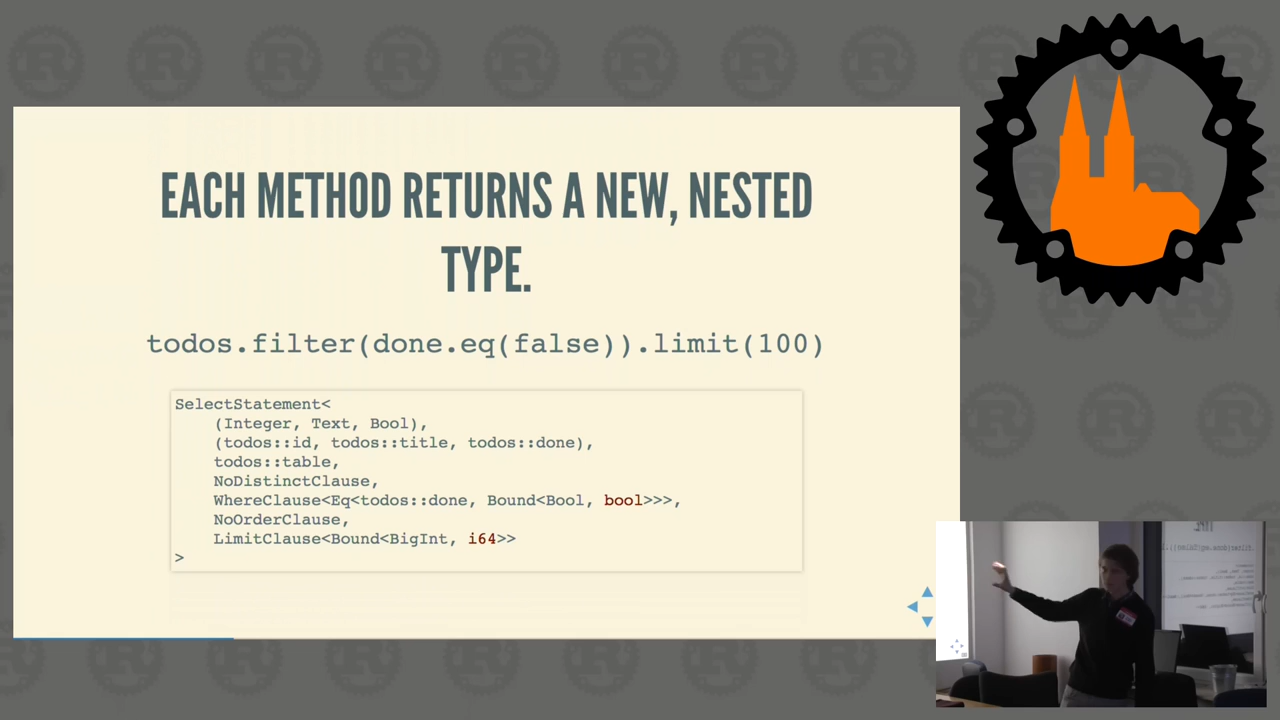 EACH METHOD RETURNS A NEW, NESTED
TYPE.
todos.filter(done.eq(false)).limit(100)
SelectStatement<
    (Integer, Text, Bool),
    (todos::id, todos::title, todos::done),
    todos::table,
    NoDistinctClause,
    WhereClause<Eq<todos::done, Bound<Bool, bool>>>,
    NoOrderClause,
    LimitClause<Bound<BigInt, i64>>
>